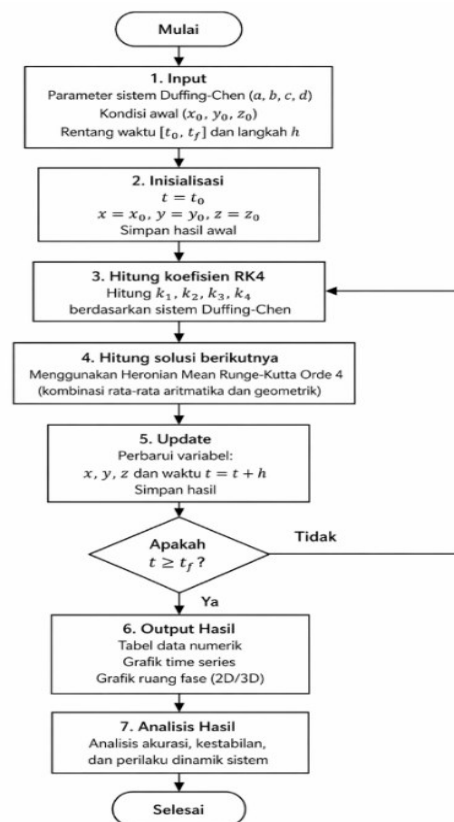 Mulai
1. Input
Parameter sistem Duffing-Chen (a, b, c, d)
Kondisi awal (x₀, y₀, z₀)
Rentang waktu [t₀, t_f] dan langkah h
2. Inisialisasi
t = t₀
x = x₀, y = y₀, z = z₀
Simpan hasil awal
3. Hitung koefisien RK4
Hitung k₁, k₂, k₃, k₄
berdasarkan sistem Duffing-Chen
4. Hitung solusi berikutnya
Menggunakan Heronian Mean Runge-Kutta Orde 4
(kombinasi rata-rata aritmatika dan geometrik)
5. Update
Perbarui variabel:
x, y, z dan waktu t = t + h
Simpan hasil
Apakah
t ≥ t_f ?
Tidak
Ya
6. Output Hasil
Tabel data numerik
Grafik time series
Grafik ruang fase (2D/3D)
7. Analisis Hasil
Analisis akurasi, kestabilan,
dan perilaku dinamik sistem
Selesai